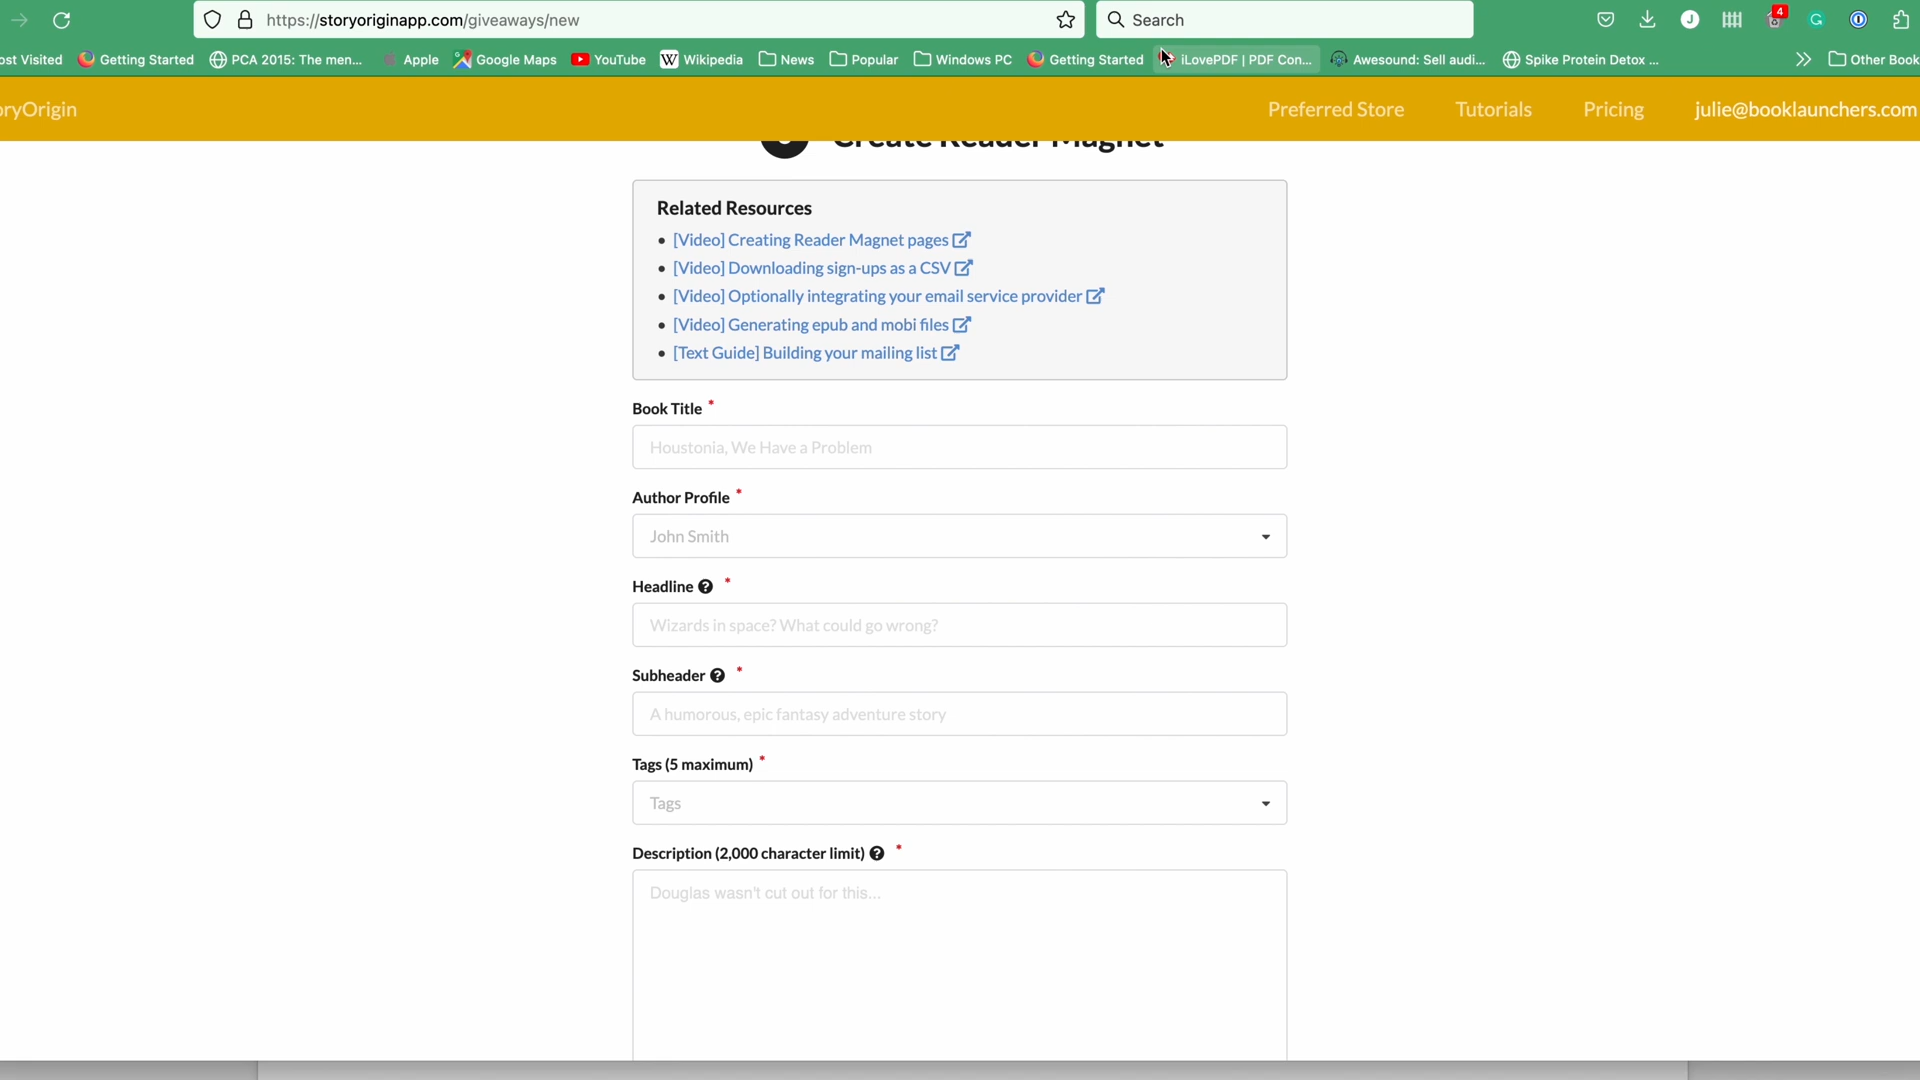 https://storyoriginapp.com/giveaways/new
Search
4
J
G
ost Visited
Getting Started
PCA 2015: The men...
Apple
Google Maps
YouTube
W Wikipedia
News
Popular
Windows PC
Getting Started
iLovePDF | PDF Con...
Awesound: Sell audi...
Spike Protein Detox ...
Other Book
oryOrigin
Preferred Store
Tutorials
Pricing
julie@booklaunchers.com
Create Reader Magnet
Related Resources
• [Video] Creating Reader Magnet pages
• [Video] Downloading sign-ups as a CSV
• [Video] Optionally integrating your email service provider
• [Video] Generating epub and mobi files
• [Text Guide] Building your mailing list
Book Title *
Houstonia, We Have a Problem
Author Profile *
John Smith
Headline ? *
Wizards in space? What could go wrong?
Subheader ? *
A humorous, epic fantasy adventure story
Tags (5 maximum) *
Tags
Description (2,000 character limit) ? *
Douglas wasn't cut out for this...